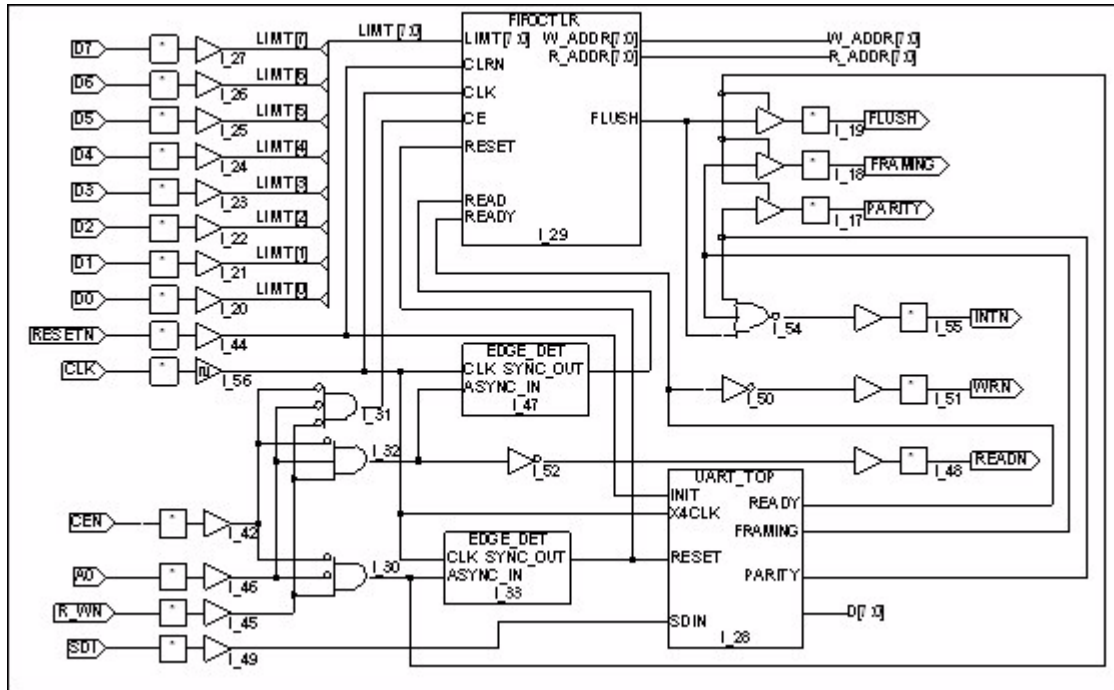 FIFOCTLR
D7 * I_27 LIMT[7] LIMT [7:0] LIMT[7:0] W_ADDR[7:0] W_ADDR[7:0]
R_ADDR[7:0] R_ADDR[7:0]
D6 * I_26 LIMT[6] CLRN
D5 * I_25 LIMT[5] CLK
CE FLUSH * I_19 FLUSH
D4 * I_24 LIMT[4] RESET
* I_18 FRAMING
D3 * I_23 LIMT[3] READ
* I_17 PARITY
D2 * I_22 LIMT[2] READY
I_29
D1 * I_21 LIMT[1]
D0 * I_20 LIMT[0]
RESETN * I_44
I_54 * I_55 INTN
CLK * I_56
EDGE_DET
CLK SYNC_OUT
ASYNC_IN
I_47
I_50 * I_51 WRN
I_31
I_32
I_52 * I_48 READN
UART_TOP
INIT READY
X4CLK
FRAMING
RESET
PARITY
SDIN D[7:0]
I_28
CEN * I_42
EDGE_DET
CLK SYNC_OUT
ASYNC_IN
I_33
I_30
A0 * I_46
R_WN * I_45
SDI * I_49